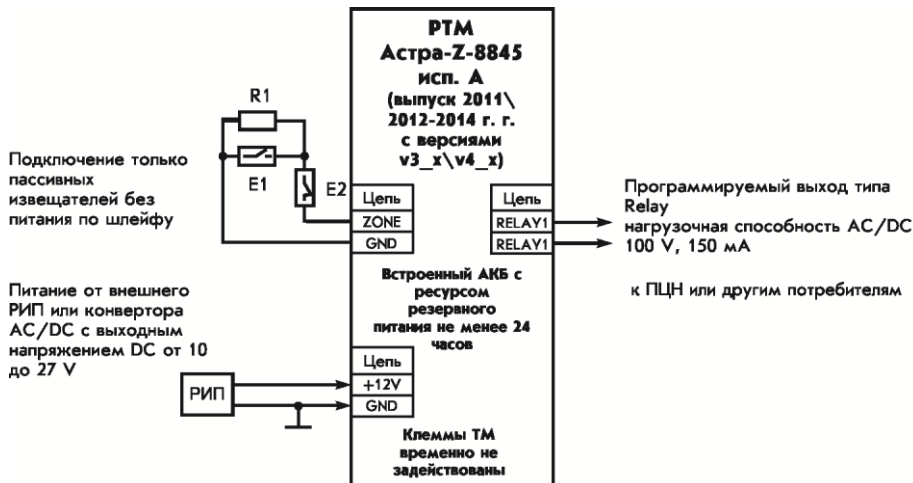 РТМ
Астра-Z-8845
исп. А
(выпуск 2011\
2012-2014 г. г.
с версиями
v3_x\v4_x)
R1
E1
E2
Подключение только
пассивных
извещателей без
питания по шлейфу
Цепь
ZONE
GND
Цепь
RELAY1
RELAY1
Программируемый выход типа
Relay
нагрузочная способность AC/DC
100 V, 150 мА
к ПЦН или другим потребителям
Встроенный АКБ с
ресурсом
резервного
питания не менее 24
часов
Питание от внешнего
РИП или конвертора
AC/DC с выходным
напряжением DC от 10
до 27 V
РИП
Цепь
+12V
GND
Клеммы ТМ
временно не
задействованы